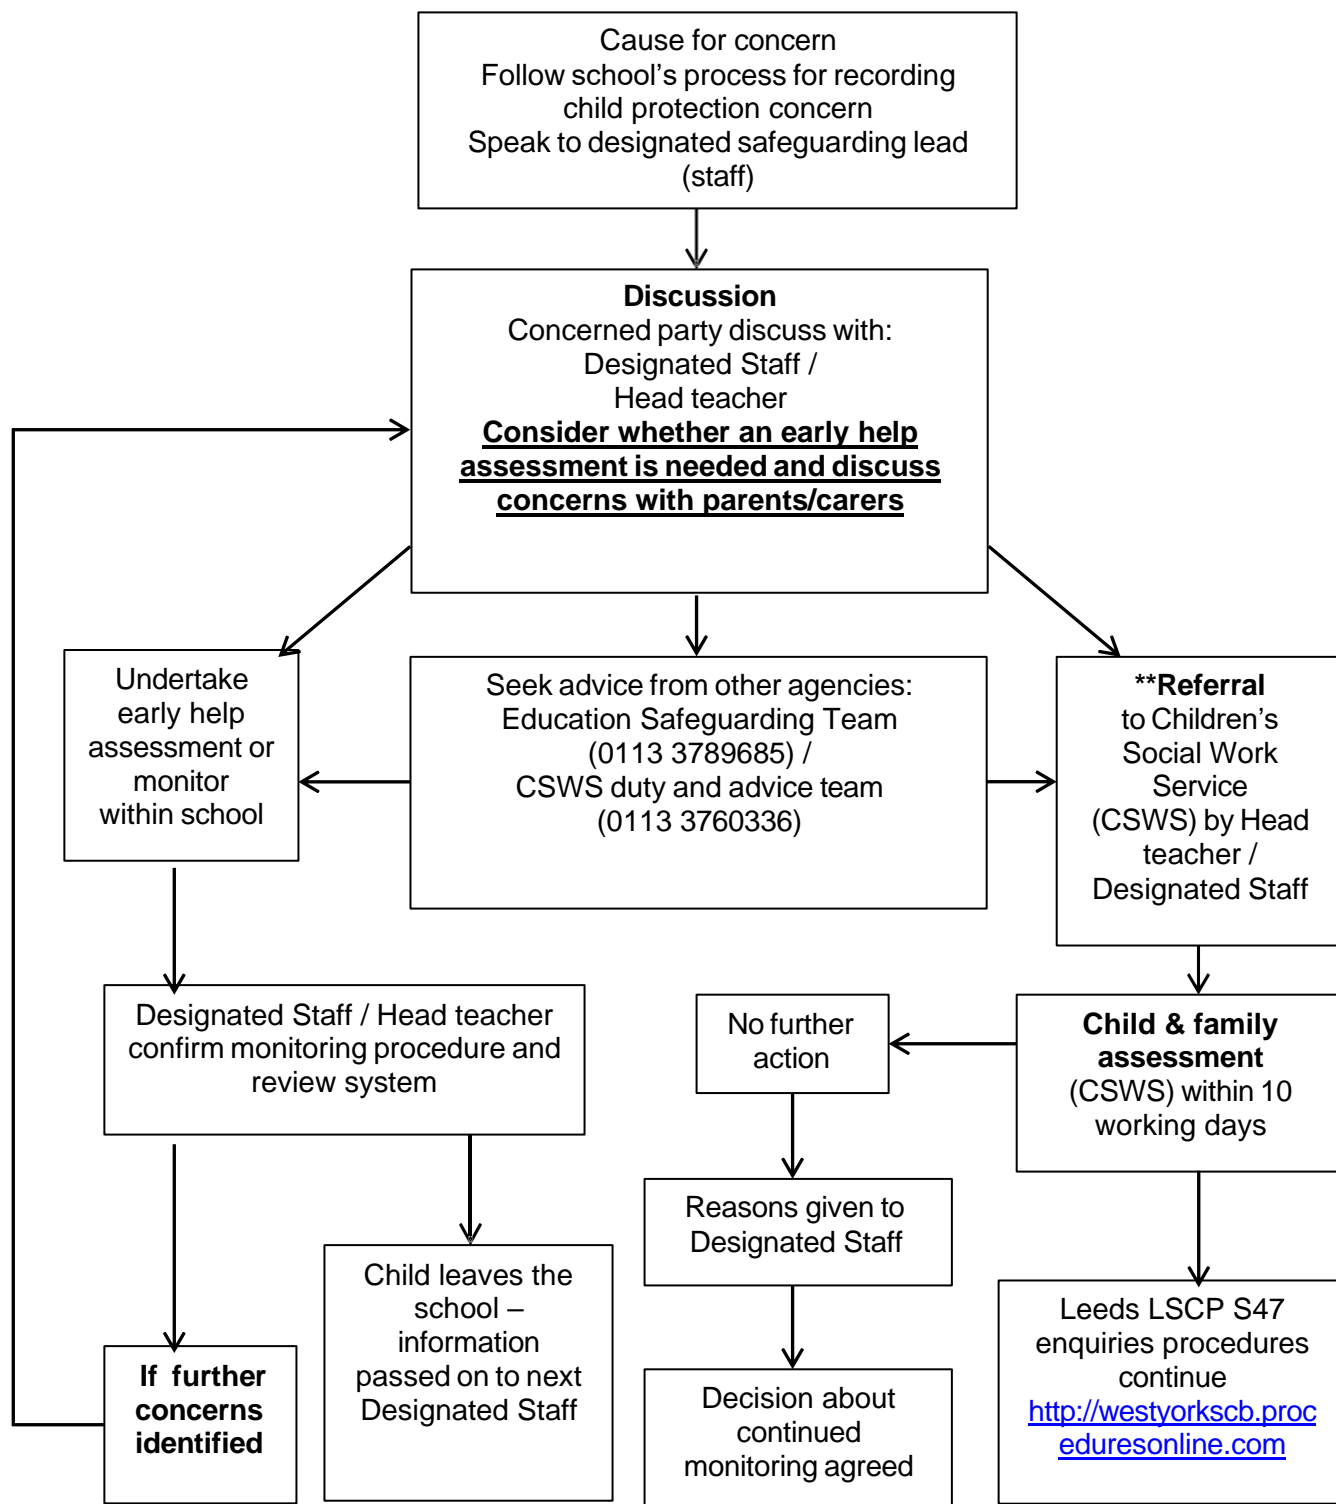 Cause for concern
Follow school’s process for recording
child protection concern
Speak to designated safeguarding lead
(staff)
Discussion
Concerned party discuss with:
Designated Staff /
Head teacher
Consider whether an early help
assessment is needed and discuss
concerns with parents/carers
Undertake
early help
assessment or
monitor
within school
Seek advice from other agencies:
Education Safeguarding Team
(0113 3789685) /
CSWS duty and advice team
(0113 3760336)
**Referral
to Children’s
Social Work
Service
(CSWS) by Head
teacher /
Designated Staff
Designated Staff / Head teacher
confirm monitoring procedure and
review system
No further
action
Child & family
assessment
(CSWS) within 10
working days
Reasons given to
Designated Staff
Child leaves the
school –
information
passed on to next
Designated Staff
Leeds LSCP S47
enquiries procedures
continue
http://westyorkscb.proc
eduresonline.com
If further
concerns
identified
Decision about
continued
monitoring agreed